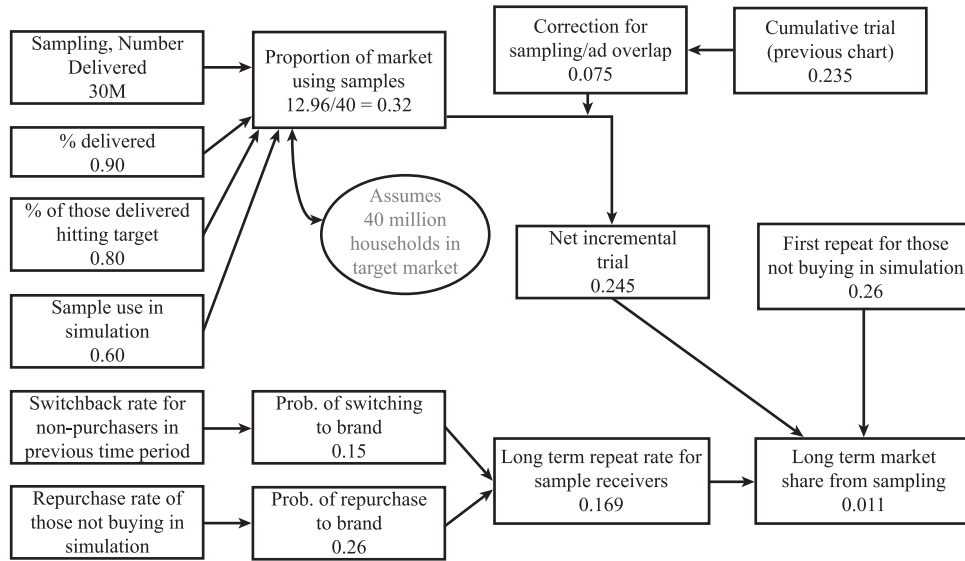 Sampling, Number
Delivered
30M
Proportion of market
using samples
12.96/40 = 0.32
Correction for
sampling/ad overlap
0.075
Cumulative trial
(previous chart)
0.235
% delivered
0.90
% of those delivered
hitting target
0.80
Assumes
40 million
households in
target market
Net incremental
trial
0.245
First repeat for those
not buying in simulation
0.26
Sample use in
simulation
0.60
Switchback rate for
non-purchasers in
previous time period
Prob. of switching
to brand
0.15
Long term repeat rate for
sample receivers
0.169
Long term market
share from sampling
0.011
Repurchase rate of
those not buying in
simulation
Prob. of repurchase
to brand
0.26